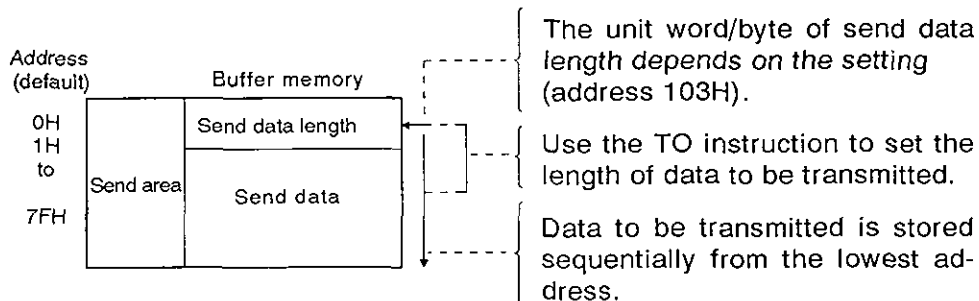 Address
(default)
Buffer memory
0H
1H
to
7FH
Send area
Send data length
Send data
The unit word/byte of send data
length depends on the setting
(address 103H).
Use the TO instruction to set the
length of data to be transmitted.
Data to be transmitted is stored
sequentially from the lowest ad-
dress.